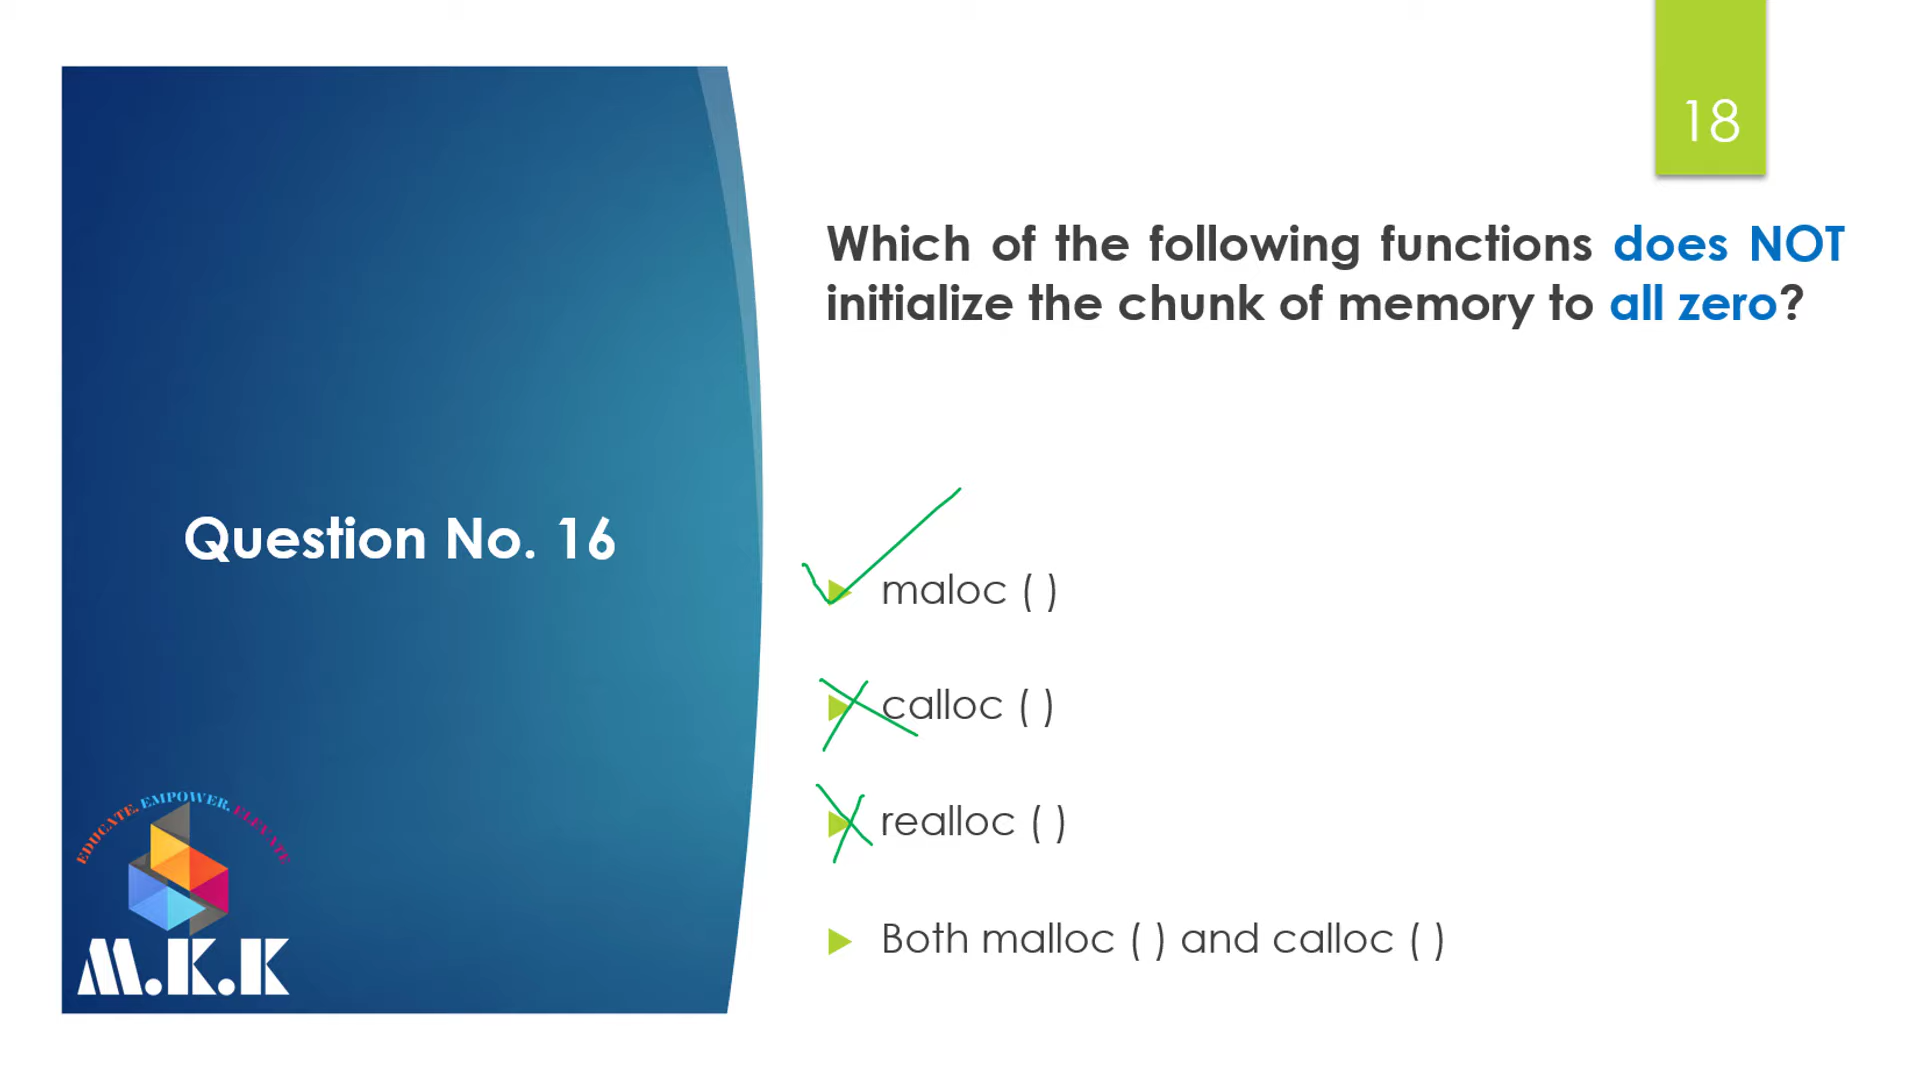 18
Which of the following functions does NOT
initialize the chunk of memory to all zero?
Question No. 16
maloc ( )
calloc ( )
realloc ( )
Both malloc ( ) and calloc ( )
EDUCATE. EMPOWER. ELEVATE
M.K.K